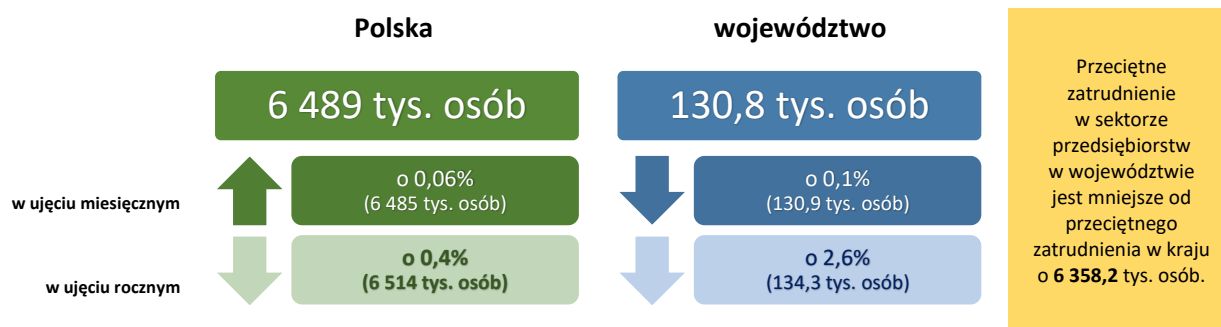 Polska
województwo
6 489 tys. osób
130,8 tys. osób
w ujęciu miesięcznym
o 0,06%
(6 485 tys. osób)
o 0,1%
(130,9 tys. osób)
w ujęciu rocznym
o 0,4%
(6 514 tys. osób)
o 2,6%
(134,3 tys. osób)
Przeciętne
zatrudnienie
w sektorze
przedsiębiorstw
w województwie
jest mniejsze od
przeciętnego
zatrudnienia w kraju
o 6 358,2 tys. osób.